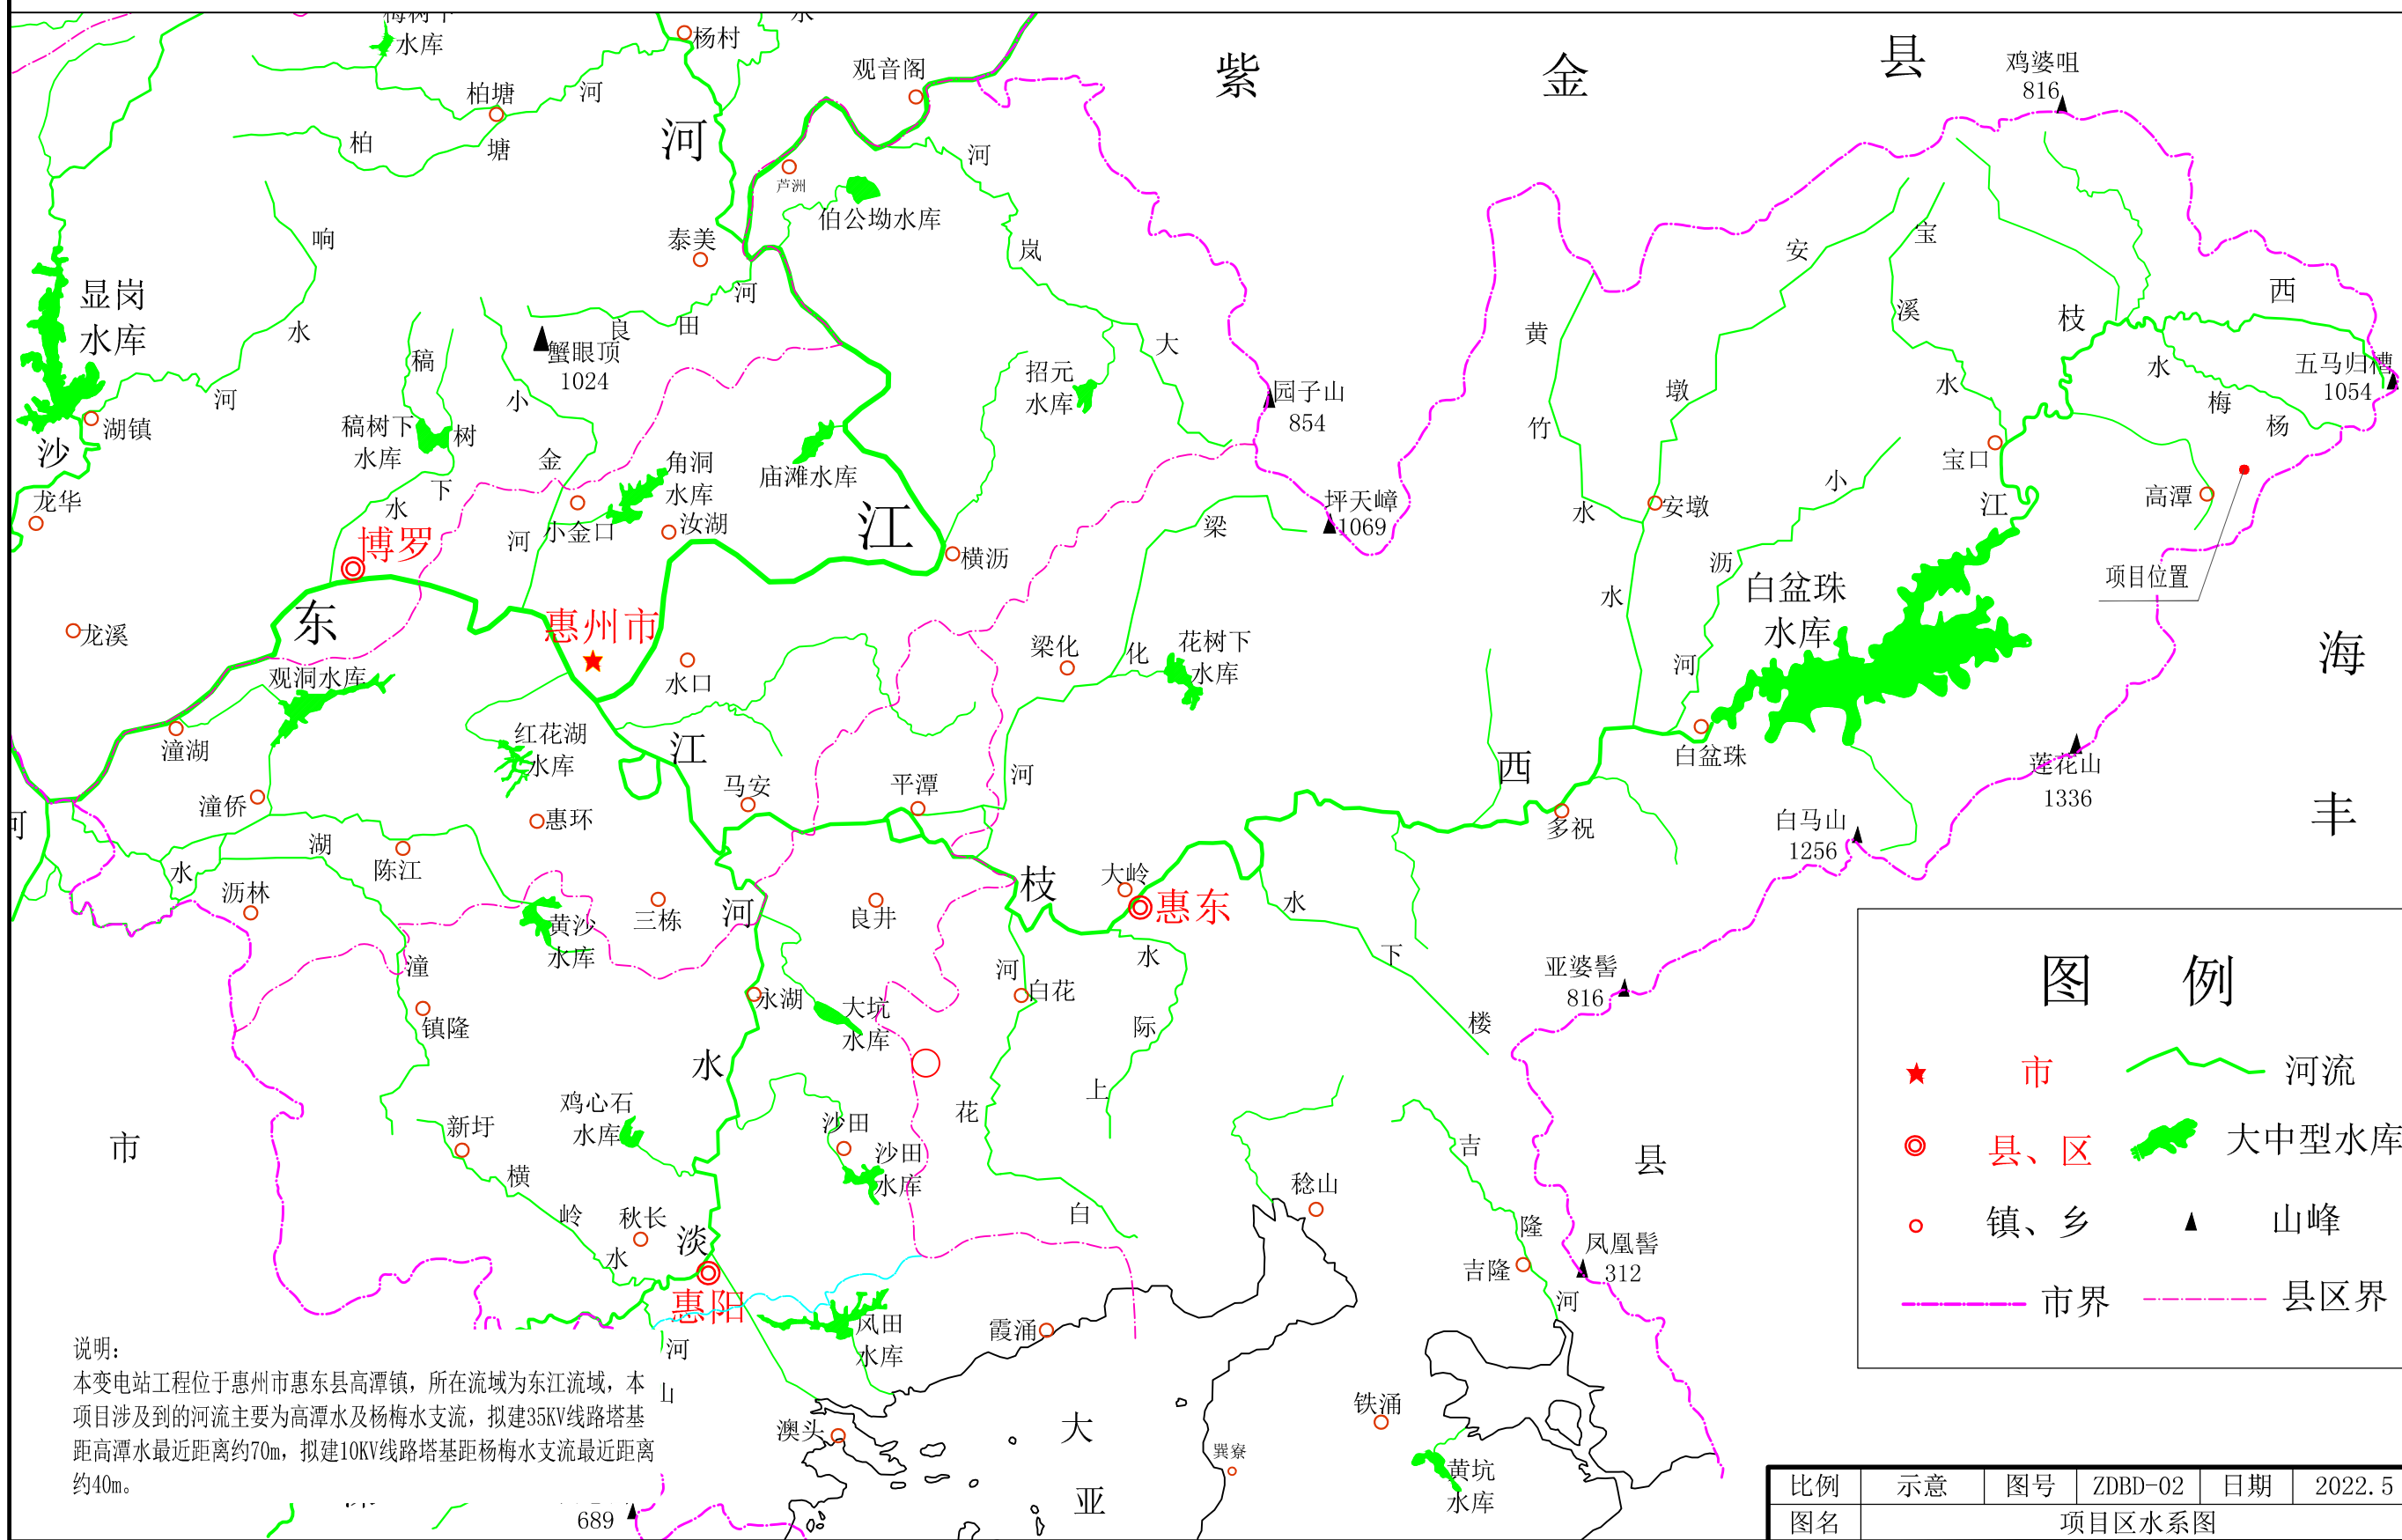 梅树下
水库
杨村
水
柏塘
河
柏
塘
河
观音阁
芦洲
伯公坳水库
河
岚
大
紫
金
县
鸡婆咀
816
响
水
河
显岗
水库
湖镇
沙
龙华
龙溪
泰美
河
田
良
蟹眼顶
1024
稿
树
下
水
稿树下
水库
小
金
河
小金口
角洞
水库
汝湖
庙滩水库
招元
水库
园子山
854
坪天嶂
1069
黄
竹
水
安
墩
水
安墩
宝
溪
水
宝口
枝
西
水
梅
杨
五马归槽
1054
高潭
项目位置
江
小
沥
河
白盆珠
水库
白盆珠
博罗
东
惠州市
江
横沥
梁
化
河
梁化
花树下
水库
水口
观洞水库
潼湖
潼侨
红花湖
水库
惠环
江
马安
平潭
西
多祝
莲花山
1336
白马山
1256
海
丰
县
河
水
湖
陈江
沥林
潼
镇隆
黄沙
水库
三栋
河
良井
枝
大岭
惠东
水
下
楼
亚婆髻
816
永湖
大坑
水库
河
白花
水
际
上
水
花
白
市
新圩
横
岭
水
鸡心石
水库
沙田
沙田
水库
秋长
淡
惠阳
稔山
吉
隆
河
吉隆
凤凰髻
312
风田
水库
霞涌
河
山
澳头
大
亚
巽寮
铁涌
黄坑
水库
689
图 例
市
河流
县、区
大中型水库
镇、乡
山峰
市界
县区界
说明:
本变电站工程位于惠州市惠东县高潭镇，所在流域为东江流域，本
项目涉及到的河流主要为高潭水及杨梅水支流，拟建35KV线路塔基
距高潭水最近距离约70m，拟建10KV线路塔基距杨梅水支流最近距离
约40m。
比例 示意 图号 ZDBD-02 日期 2022.5
图名 项目区水系图